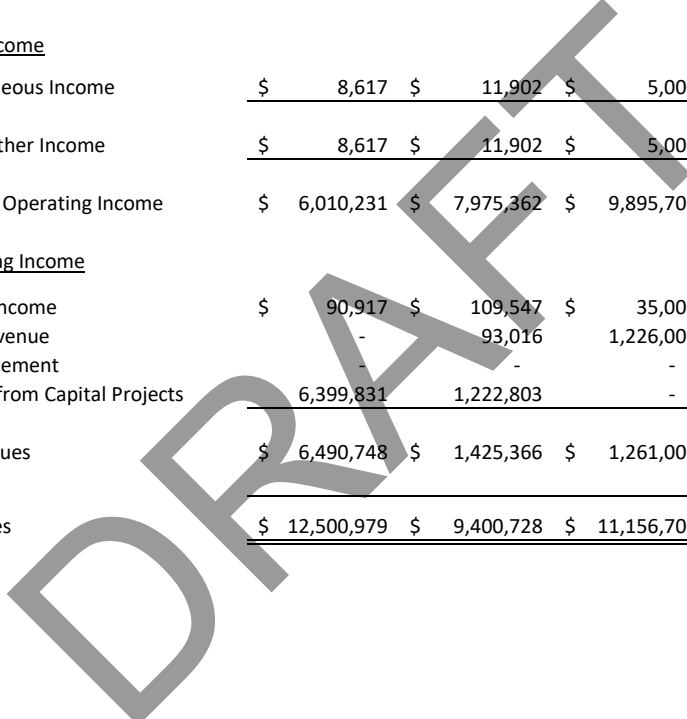 come
eous Income $ 8,617 $ 11,902 $ 5,00
ther Income $ 8,617 $ 11,902 $ 5,00
Operating Income $ 6,010,231 $ 7,975,362 $ 9,895,70
ng Income
ncome $ 90,917 $ 109,547 $ 35,00
venue - 93,016 1,226,00
ement - - -
from Capital Projects 6,399,831 1,222,803 -
ues $ 6,490,748 $ 1,425,366 $ 1,261,00
es $ 12,500,979 $ 9,400,728 $ 11,156,70
DRAFT